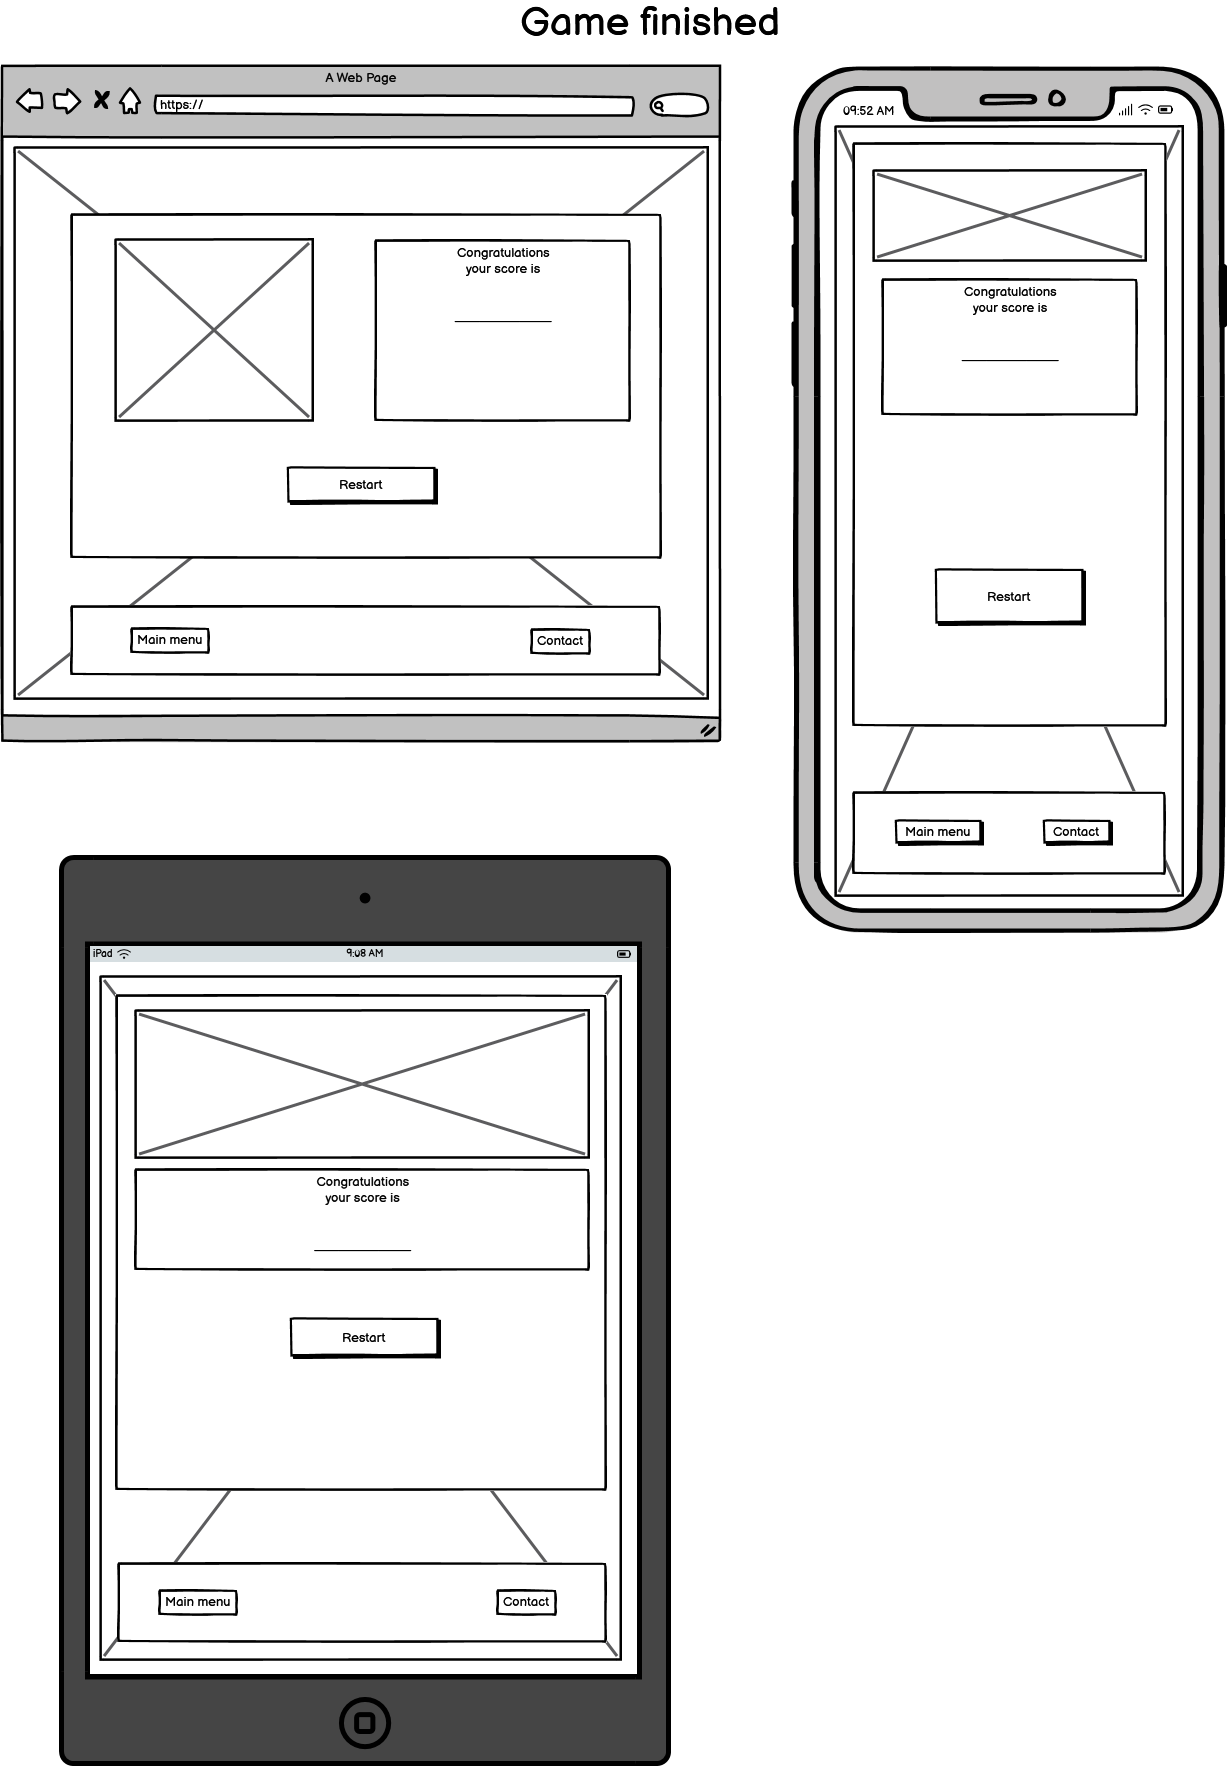 Game finished
A Web Page
https://
Congratulations
your score is
Restart
Main menu
Contact
09:52 AM
Congratulations
your score is
Restart
Main menu
Contact
iPad
9:08 AM
Congratulations
your score is
Restart
Main menu
Contact